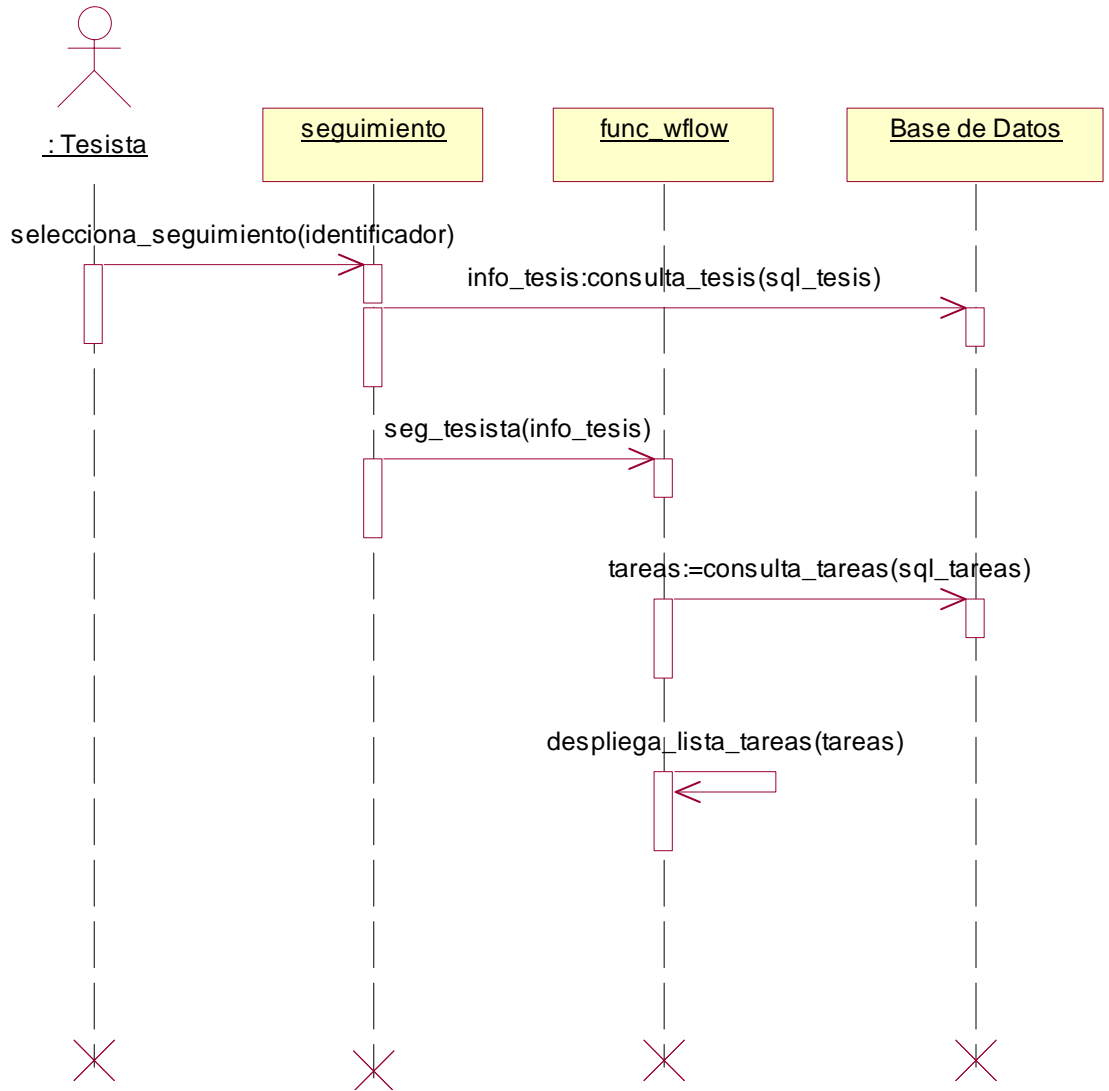 : Tesista
seguimiento
func_wflow
Base de Datos
selecciona_seguimiento(identificador)
info_tesis:consulta_tesis(sql_tesis)
seg_tesista(info_tesis)
tareas:=consulta_tareas(sql_tareas)
despliega_lista_tareas(tareas)